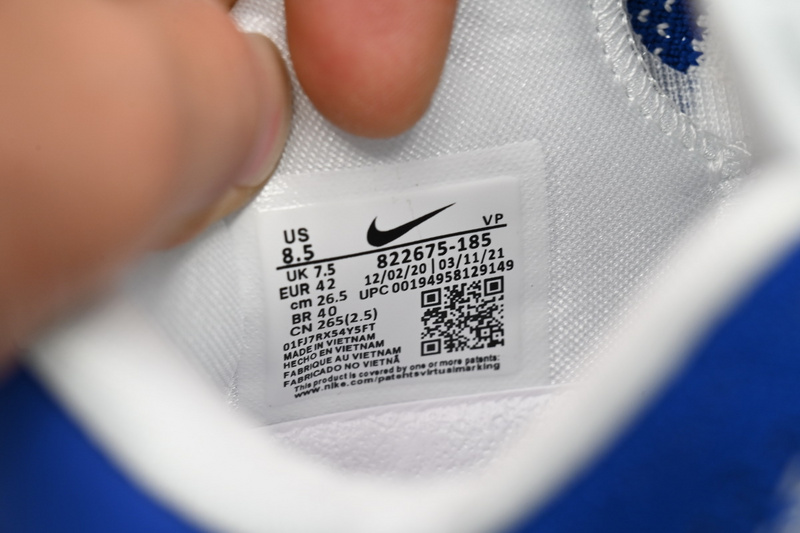 US
8.5
VP
822675-185
UK 7.5
12/02/20 | 03/11/21
EUR 42
UPC 00194958129149
cm 26.5
BR 40
CN 265(2.5)
01FJ7RX54Y5FT
MADE IN VIETNAM
HECHO EN VIETNAM
FABRIQUE AU VIETNAM
FABRICADO NO VIETNÃ
This product is covered by one or more patents:
www.nike.com/patentsvirtualmarking